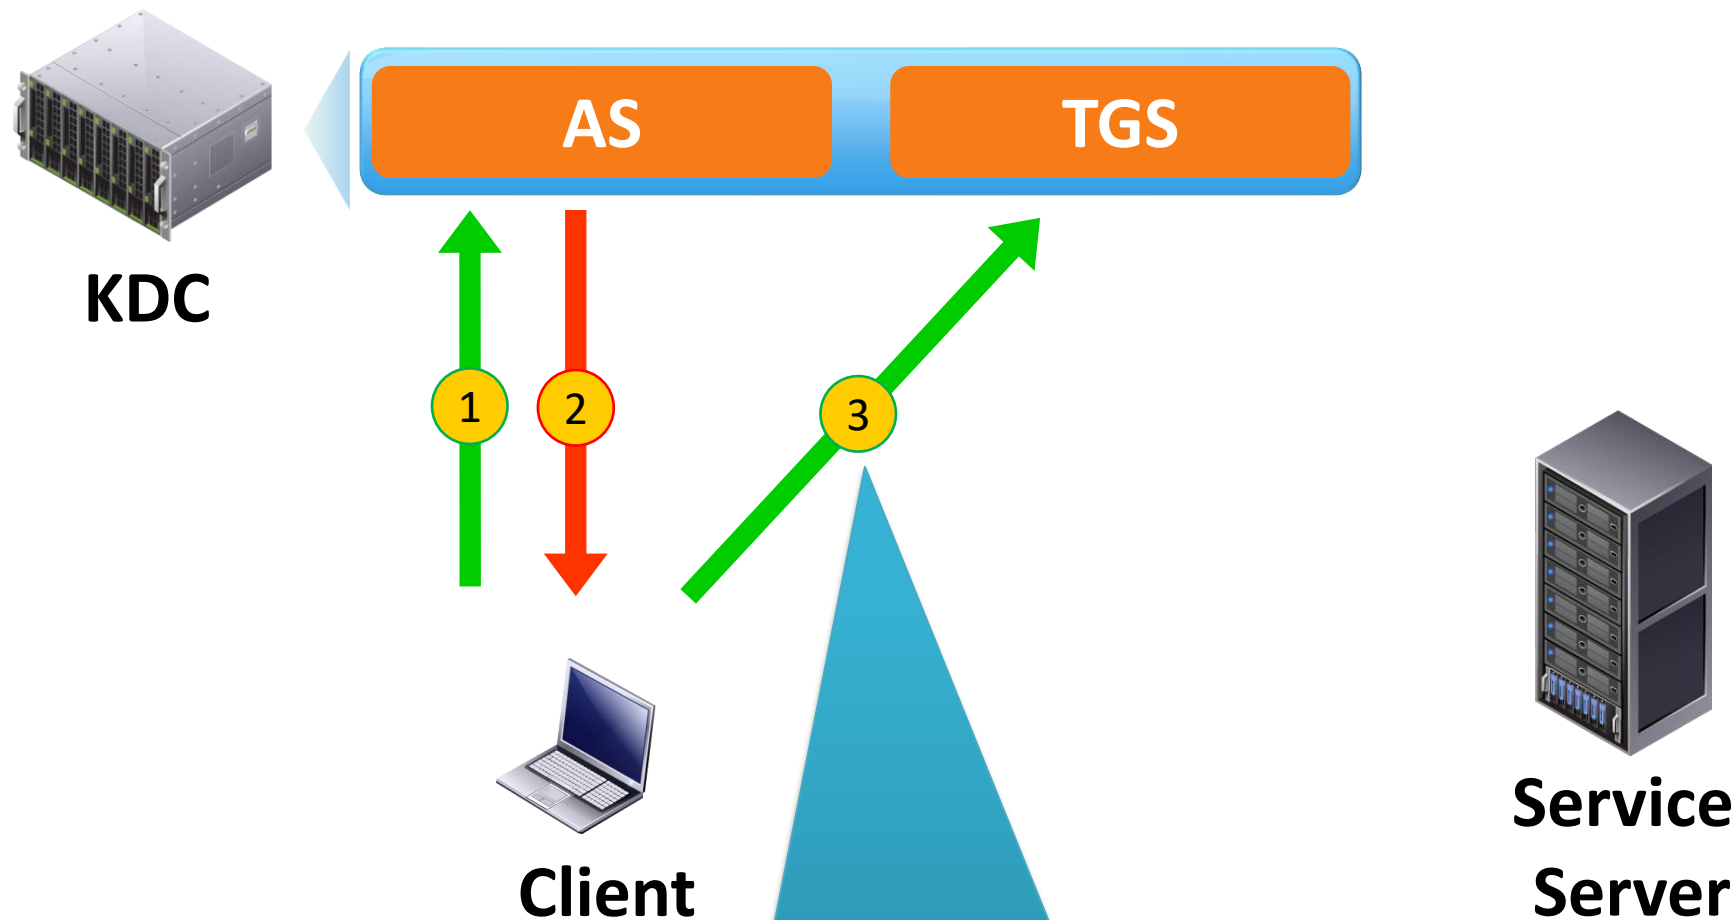 AS
TGS
KDC
1
2
3
Service
Server
Client